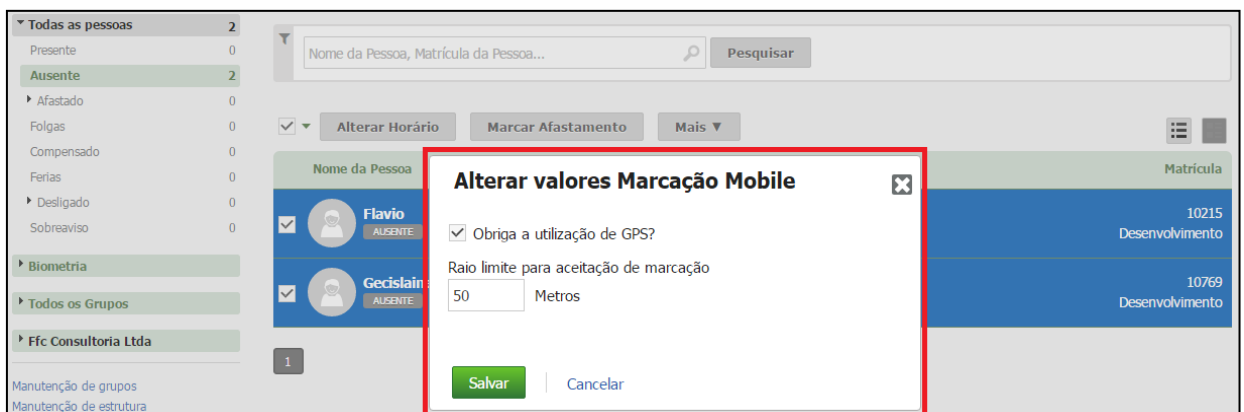 Todas as pessoas 2
Presente 0
Ausente 2
Afastado 0
Folgas 0
Compensado 0
Ferias 0
Desligado 0
Sobreaviso 0
Biometria
Todos os Grupos
Ffc Consultoria Ltda
Manutenção de grupos
Manutenção de estrutura
Nome da Pessoa, Matrícula da Pessoa...
Pesquisar
Alterar Horário Marcar Afastamento Mais ▼
Nome da Pessoa Matrícula
Flavio 10215
AUSENTE Desenvolvimento
Gecislain 10769
AUSENTE Desenvolvimento
1
Alterar valores Marcação Mobile
Obriga a utilização de GPS?
Raio limite para aceitação de marcação
50 Metros
Salvar Cancelar